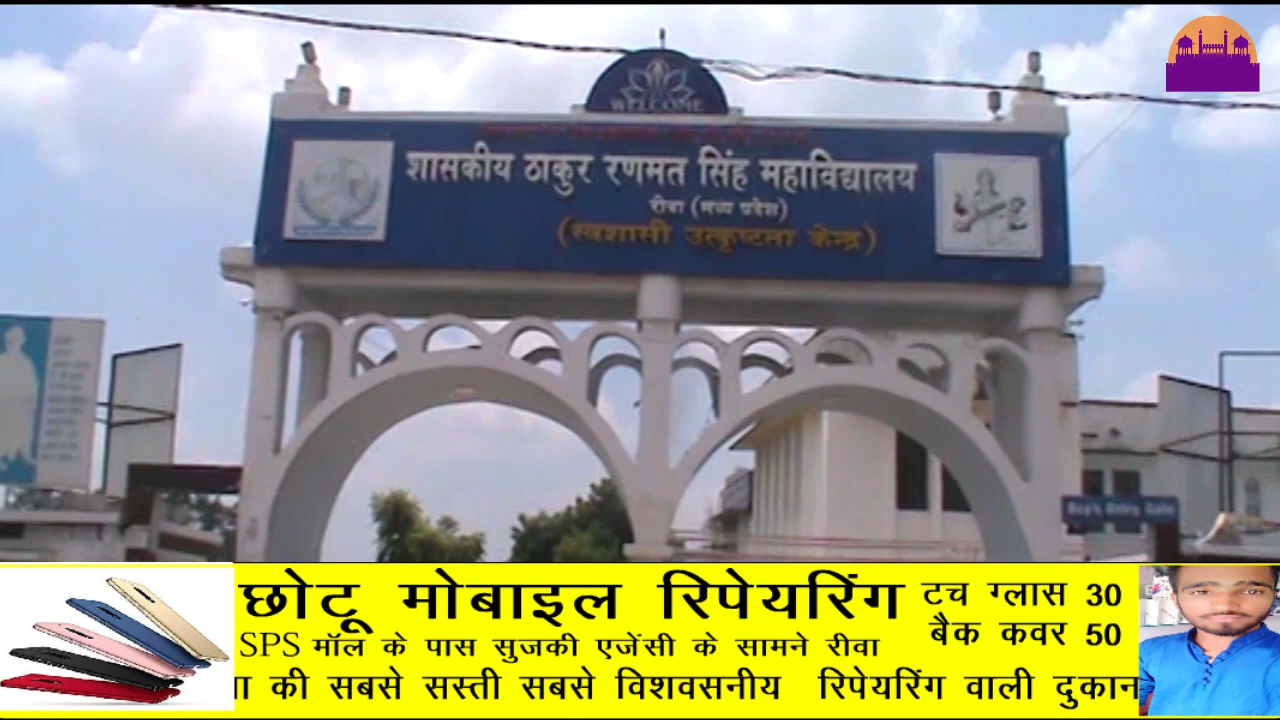 WELCOME
शासकीय ठाकुर रणमत सिंह महाविद्यालय
रीवा (मध्य प्रदेश)
(स्वशासी उत्कृष्टता केन्द्र)
Boy's Entry Gate
छोटू मोबाइल रिपेयरिंग
टच ग्लास 30
बैक कवर 50
SPS मॉल के पास सुजकी एजेंसी के सामने रीवा
की सबसे सस्ती सबसे विशवसनीय रिपेयरिंग वाली दुकान